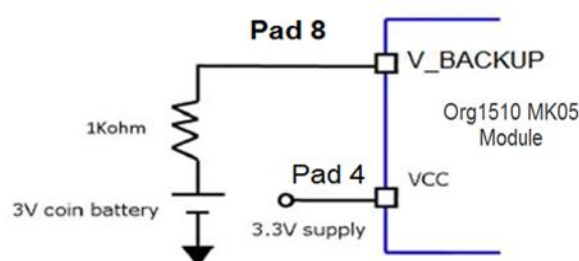 Pad 8
V_BACKUP
Org1510 MK05
Module
1Kohm
Pad 4
VCC
3V coin battery
3.3V supply